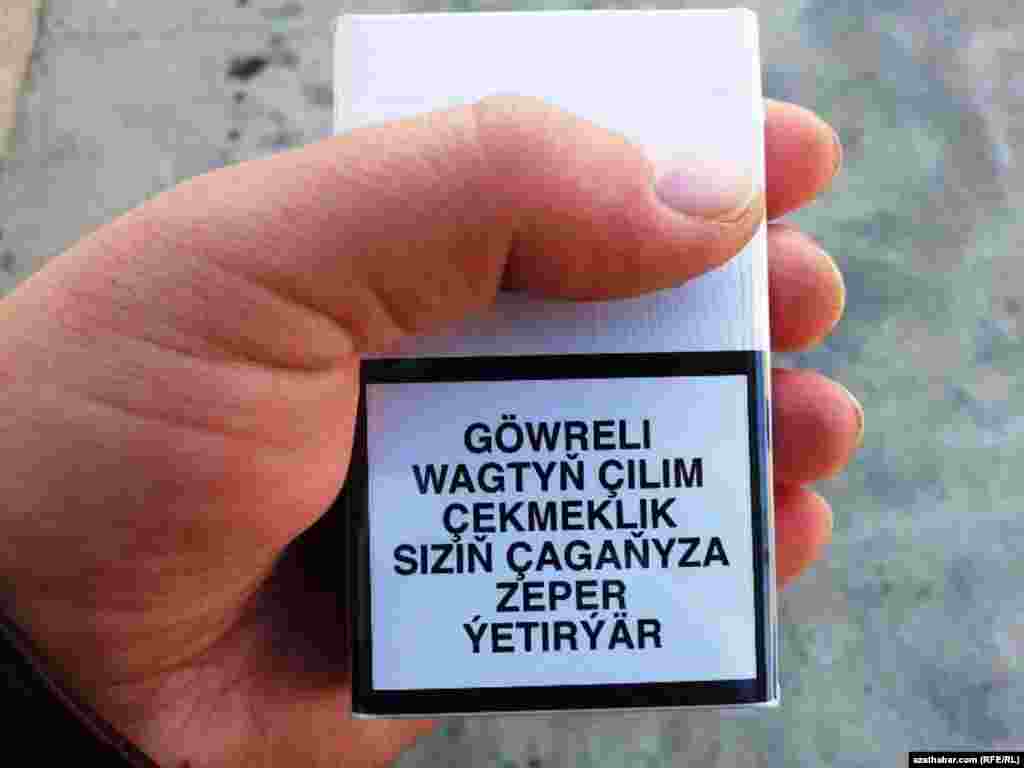 GÖWRELI
WAGTYŇ ÇILIM
ÇEKMEKLIK
SIZIŇ ÇAGAŇYZA
ZEPER
ÝETIRÝÄR
azathabar.com (RFE/RL)